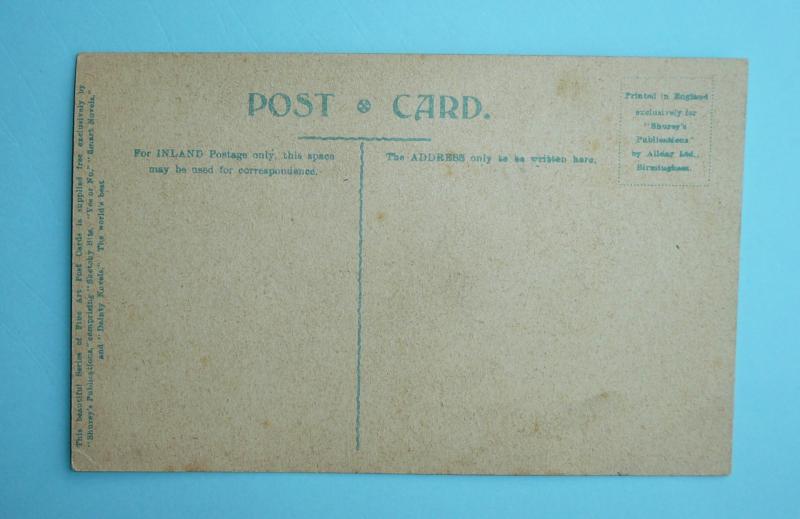 POST CARD.
For INLAND Postage only, this space
may be used for correspondence.
The ADDRESS only to be written here.
Printed in England
exclusively for
"Shurey's
Publications"
by Alldar Ltd.,
Birmingham.
This beautiful Series of Fine Art Post Cards is supplied free exclusively by
"Shurey's Publications," comprising "Sketchy Bits," "Yes or No," "Smart Novels,"
and "Dainty Novels." The world's best